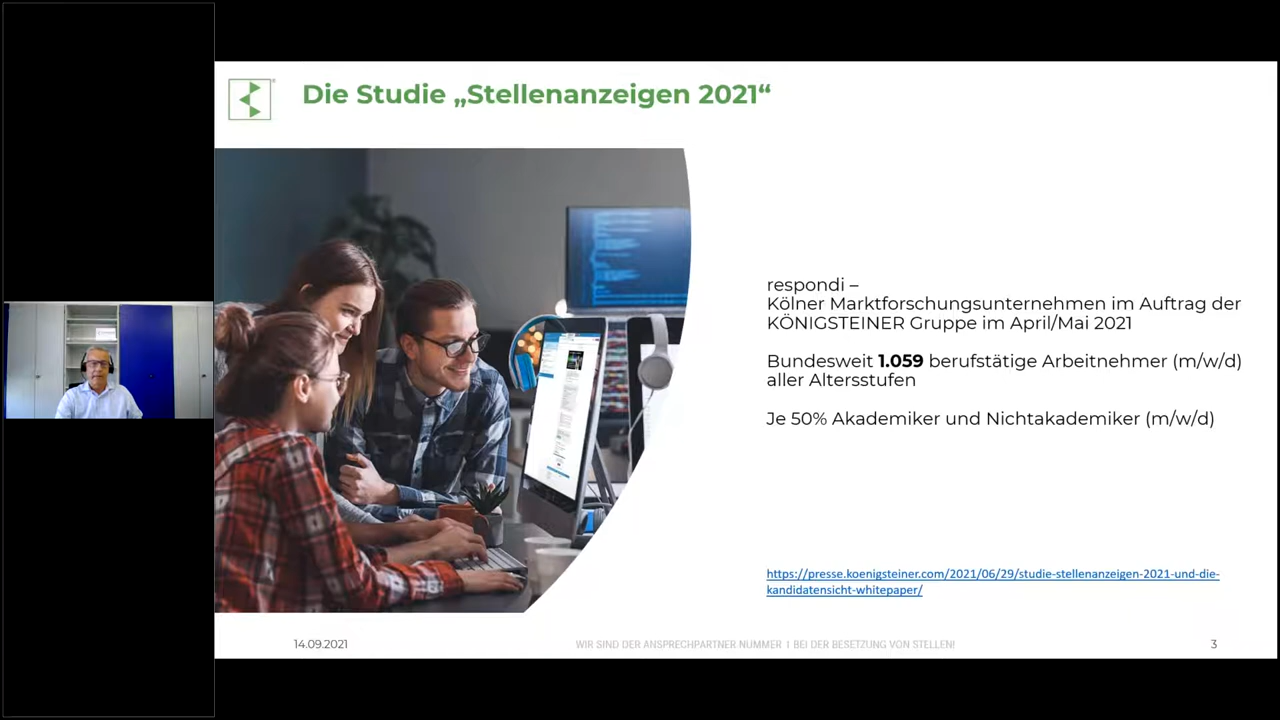 Die Studie „Stellenanzeigen 2021“
respondi –
Kölner Marktforschungsunternehmen im Auftrag der
KÖNIGSTEINER Gruppe im April/Mai 2021
Bundesweit 1.059 berufstätige Arbeitnehmer (m/w/d)
aller Altersstufen
Je 50% Akademiker und Nichtakademiker (m/w/d)
https://presse.koenigsteiner.com/2021/06/29/studie-stellenanzeigen-2021-und-die-
kandidatensicht-whitepaper/
14.09.2021
WIR SIND DER ANSPRECHPARTNER NUMMER 1 BEI DER BESETZUNG VON STELLEN!
3